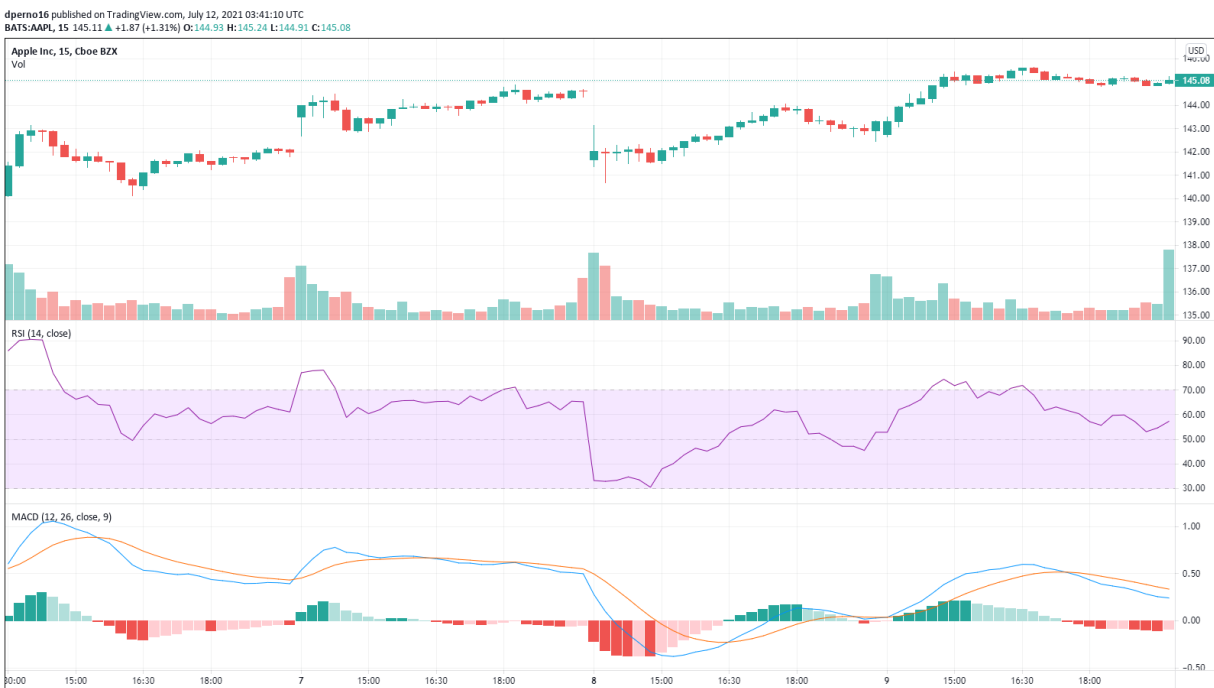 dperno16 published on TradingView.com, July 12, 2021 03:41:10 UTC
BATS:AAPL, 15 145.11 ▲ +1.87 (+1.31%) O:144.93 H:145.24 L:144.91 C:145.08
Apple Inc, 15, Cboe BZX
Vol
USD
146.00
145.08
144.00
143.00
142.00
141.00
140.00
139.00
138.00
137.00
136.00
135.00
RSI (14, close)
90.00
80.00
70.00
60.00
50.00
40.00
30.00
MACD (12, 26, close, 9)
1.00
0.50
0.00
-0.50
30:00 15:00 16:30 18:00 7 15:00 16:30 18:00 8 15:00 16:30 18:00 9 15:00 16:30 18:00